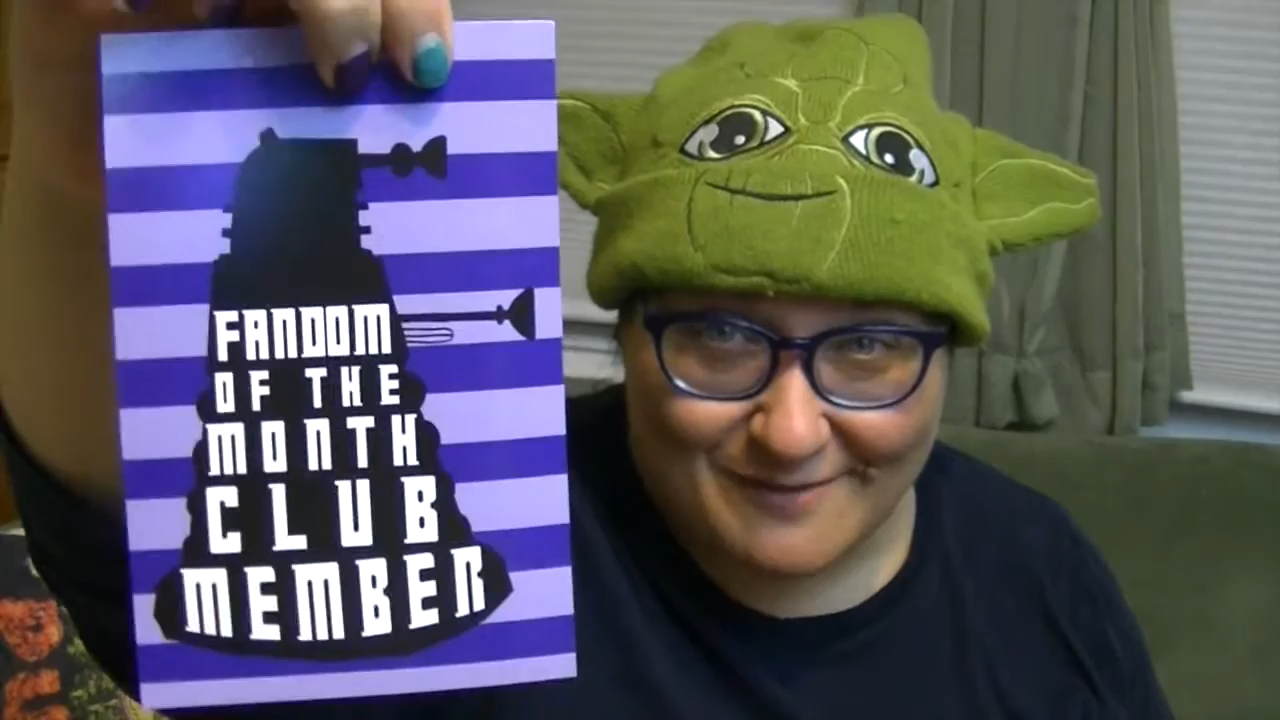 FANDOM
OF THE
MONTH
CLUB
MEMBER